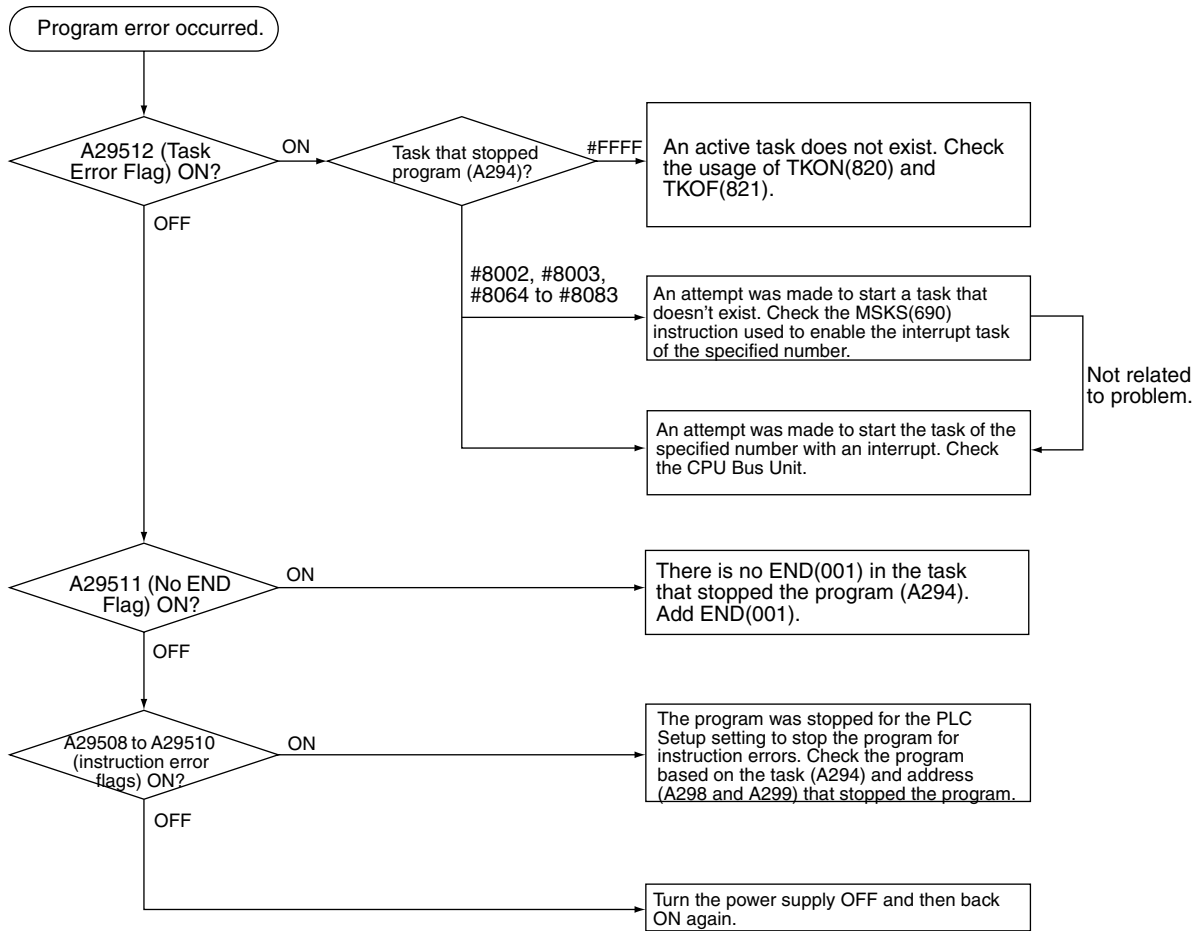 Program error occurred.
A29512 (Task
Error Flag) ON?
ON
Task that stopped
program (A294)?
#FFFF
An active task does not exist. Check
the usage of TKON(820) and
TKOF(821).
OFF
#8002, #8003,
#8064 to #8083
An attempt was made to start a task that
doesn't exist. Check the MSKS(690)
instruction used to enable the interrupt task
of the specified number.
Not related
to problem.
An attempt was made to start the task of the
specified number with an interrupt. Check
the CPU Bus Unit.
A29511 (No END
Flag) ON?
ON
There is no END(001) in the task
that stopped the program (A294).
Add END(001).
OFF
A29508 to A29510
(instruction error
flags) ON?
ON
The program was stopped for the PLC
Setup setting to stop the program for
instruction errors. Check the program
based on the task (A294) and address
(A298 and A299) that stopped the program.
OFF
Turn the power supply OFF and then back
ON again.